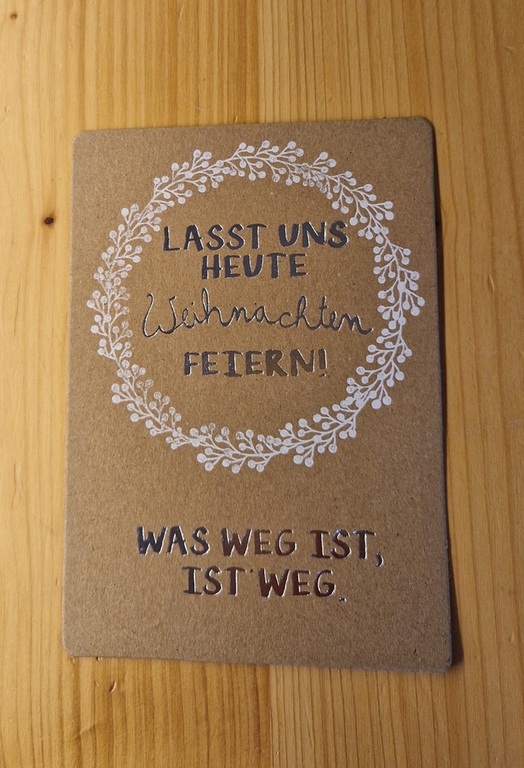 LASST UNS
HEUTE
Weihnachten
FEIERN!
WAS WEG IST,
IST WEG.